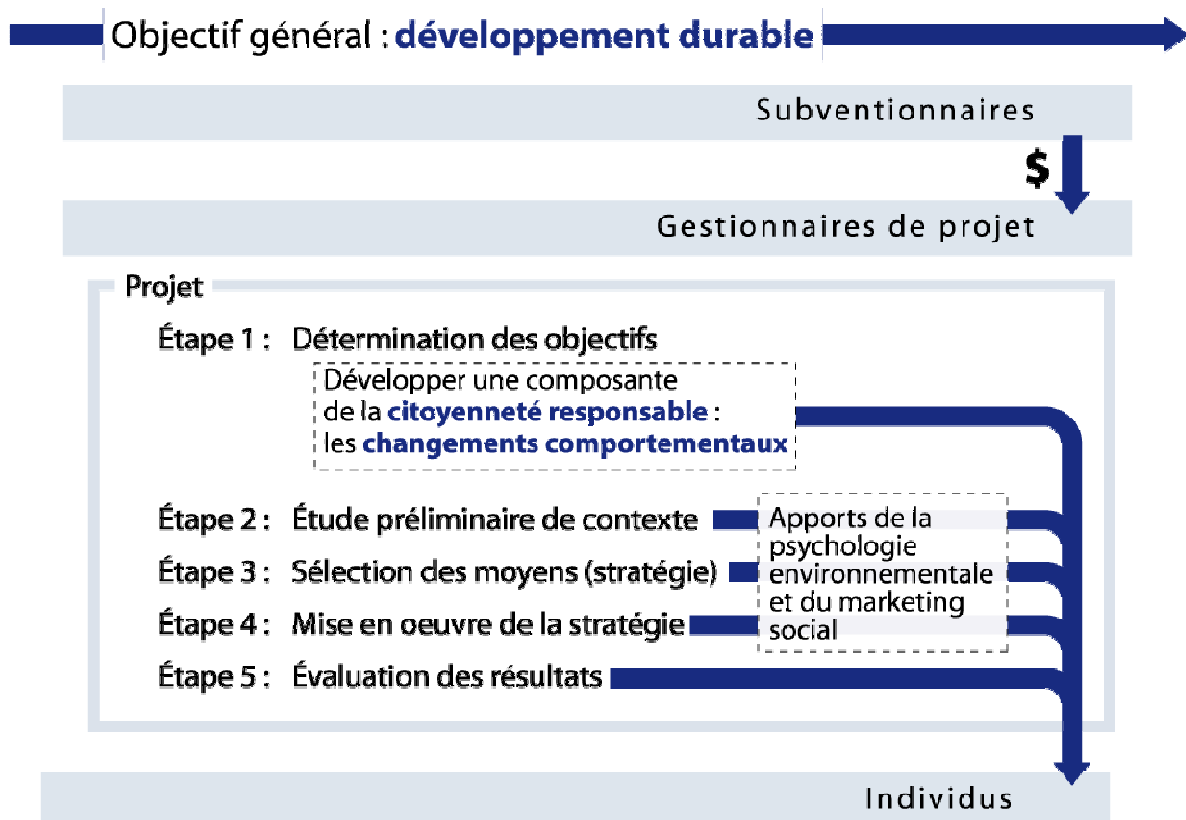 Objectif général : développement durable
Subventionnaires
$
Gestionnaires de projet
Projet
Étape 1 : Détermination des objectifs
Développer une composante
de la citoyenneté responsable :
les changements comportementaux
Étape 2 : Étude préliminaire de contexte
Étape 3 : Sélection des moyens (stratégie)
Étape 4 : Mise en oeuvre de la stratégie
Étape 5 : Évaluation des résultats
Apports de la
psychologie
environnementale
et du marketing
social
Individus